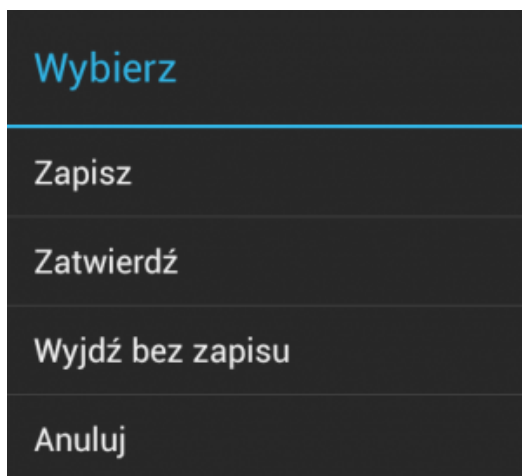 Wybierz
Zapisz
Zatwierdź
Wyjdź bez zapisu
Anuluj